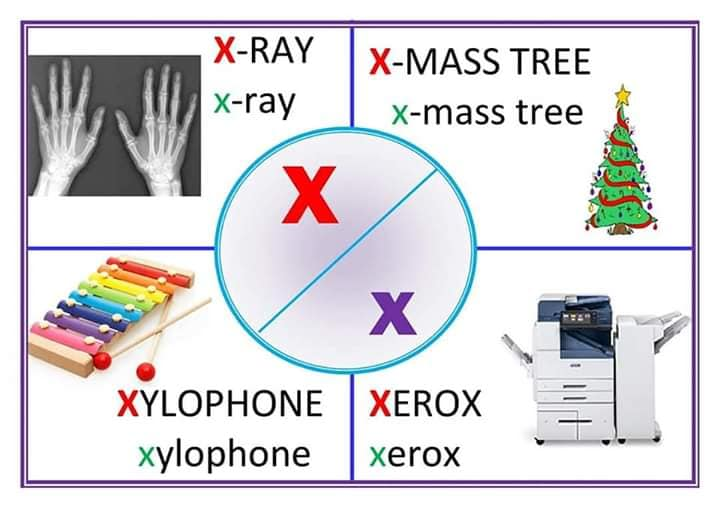 X-RAY
x-ray
X-MASS TREE
x-mass tree
X
x
XYLOPHONE
xylophone
XEROX
xerox